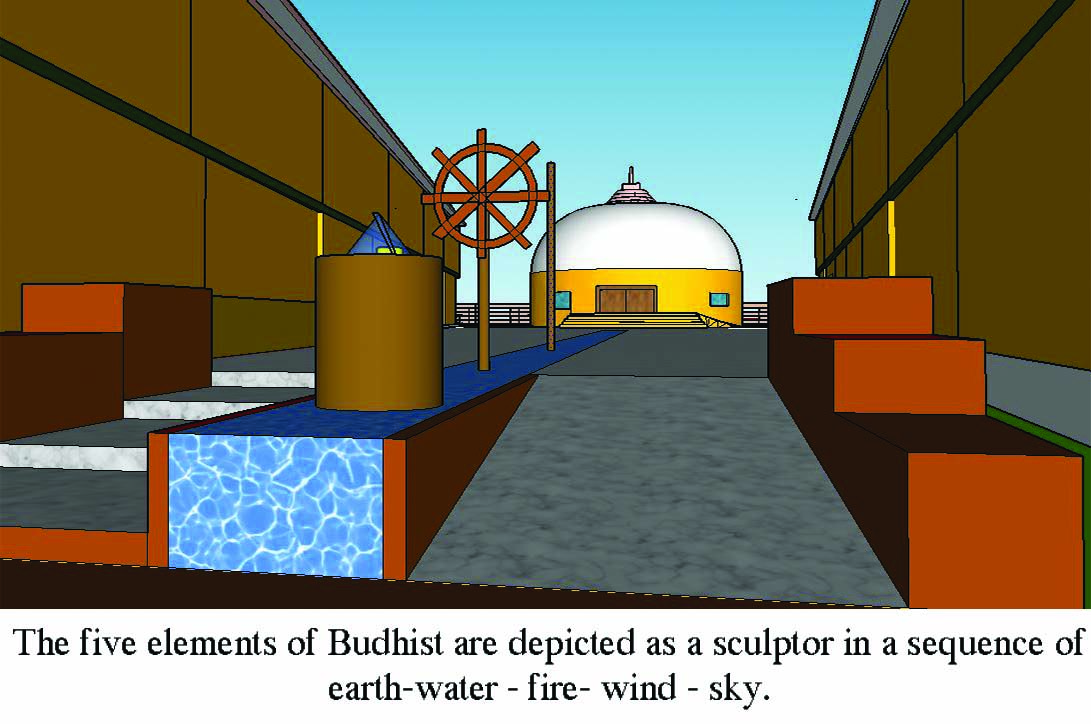 The five elements of Budhist are depicted as a sculptor in a sequence of
earth-water - fire- wind - sky.